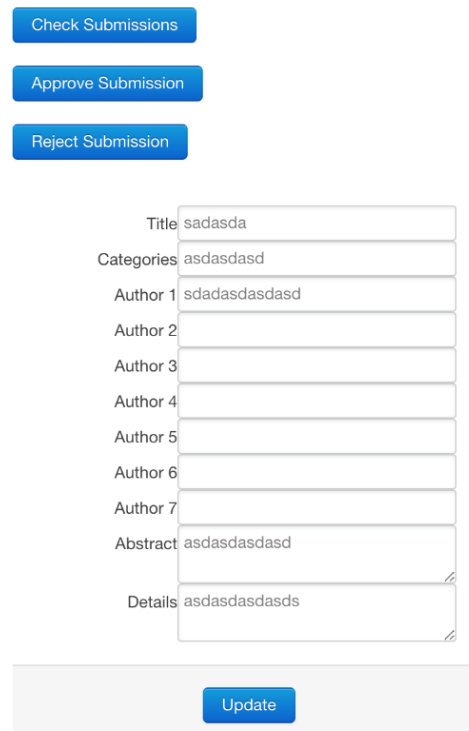 Check Submissions
Approve Submission
Reject Submission
Title sadasda
Categories asdasdasd
Author 1 sdadasdasdasd
Author 2
Author 3
Author 4
Author 5
Author 6
Author 7
Abstract asdasdasdasd
Details asdasdasdasds
Update